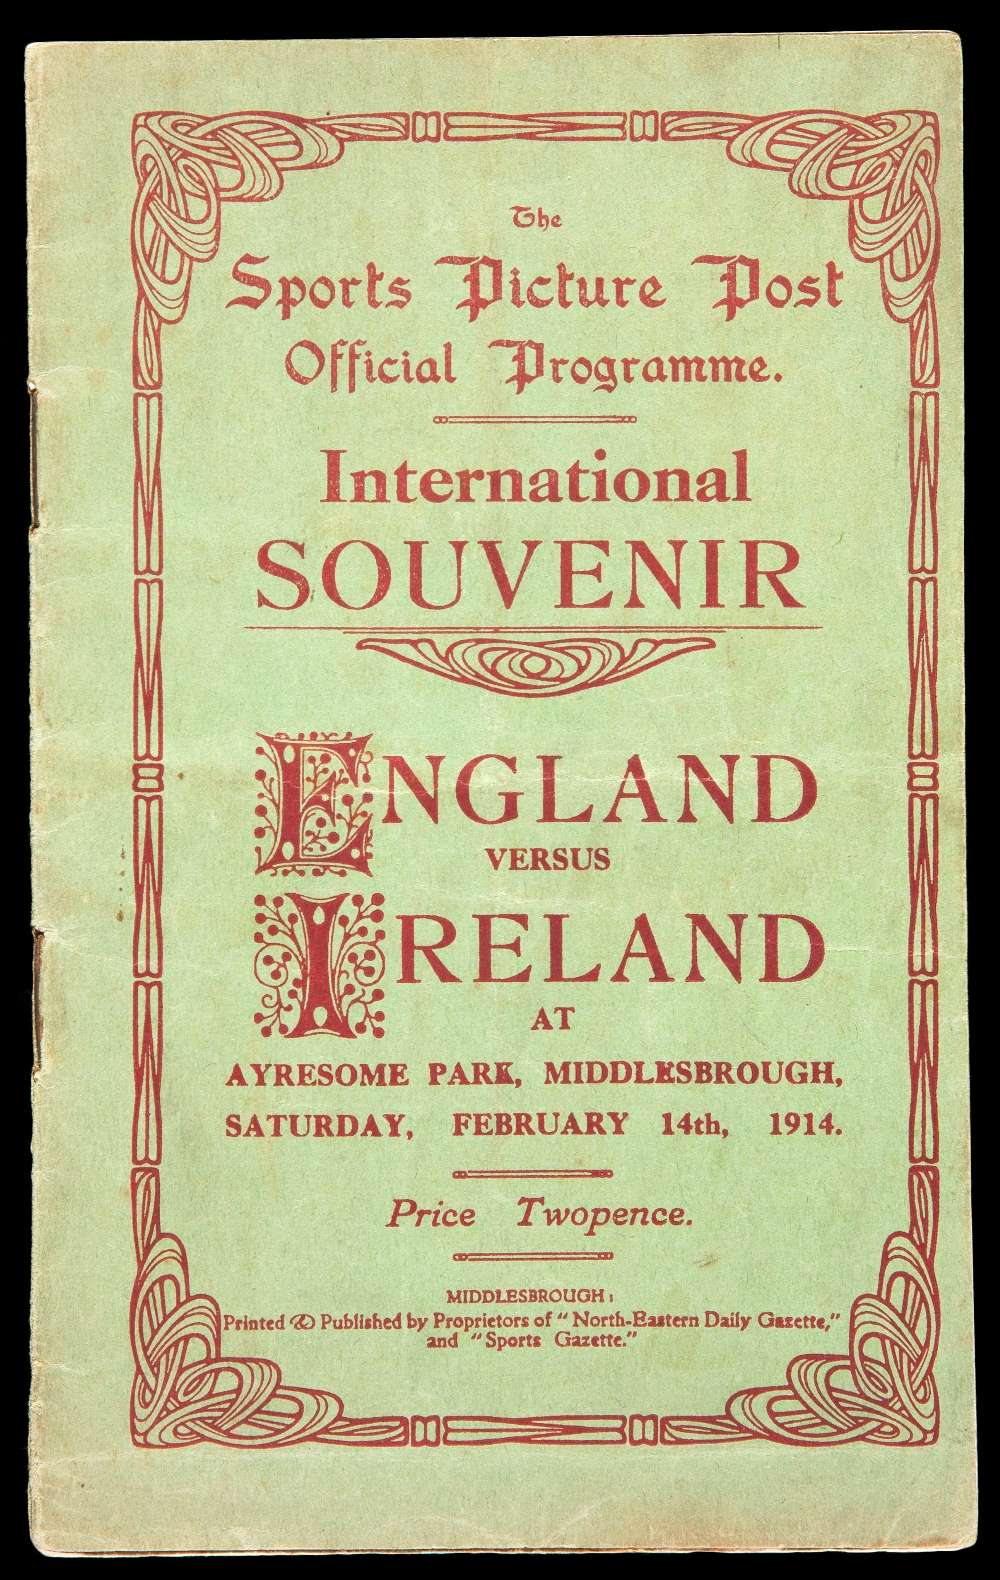 The
Sports Picture Post
Official Programme.
International
SOUVENIR
ENGLAND
VERSUS
IRELAND
AT
AYRESOME PARK, MIDDLESBROUGH,
SATURDAY, FEBRUARY 14th, 1914.
Price Twopence.
MIDDLESBROUGH:
Printed & Published by Proprietors of "North-Eastern Daily Gazette,"
and "Sports Gazette."